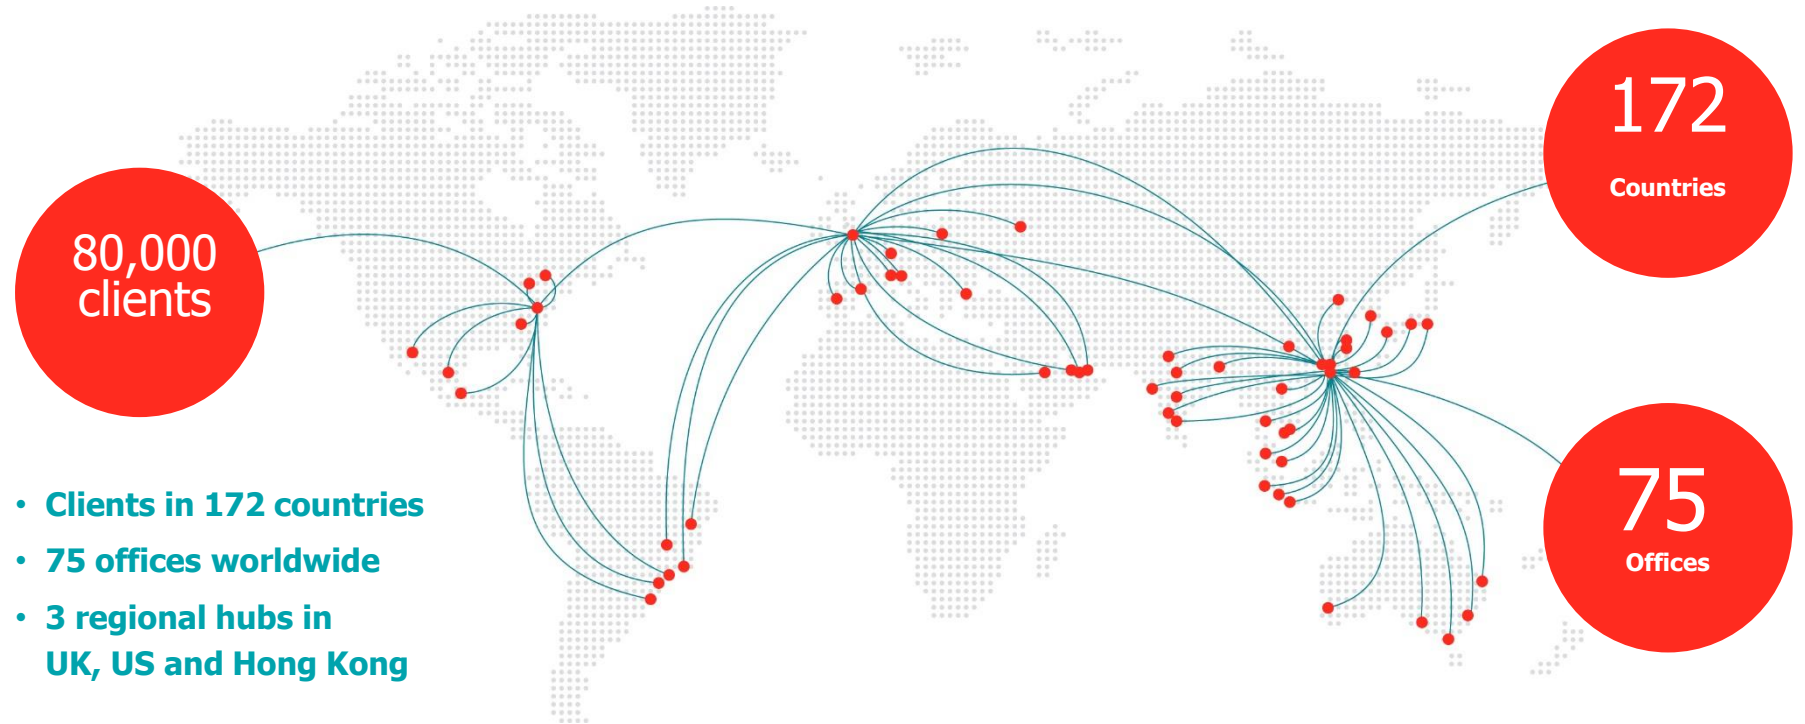 80,000
clients
172
Countries
75
Offices
• Clients in 172 countries
• 75 offices worldwide
• 3 regional hubs in
UK, US and Hong Kong